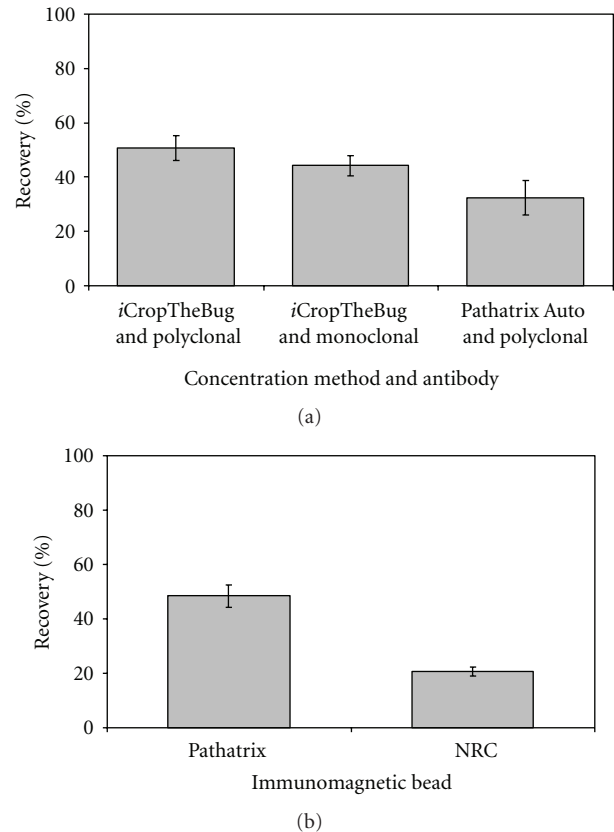 100
80
60
40
20
0
Recovery (%)
iCropTheBug
and polyclonal
iCropTheBug
and monoclonal
Pathatrix Auto
and polyclonal
Concentration method and antibody
(a)
100
80
60
40
20
0
Recovery (%)
Pathatrix
NRC
Immunomagnetic bead
(b)